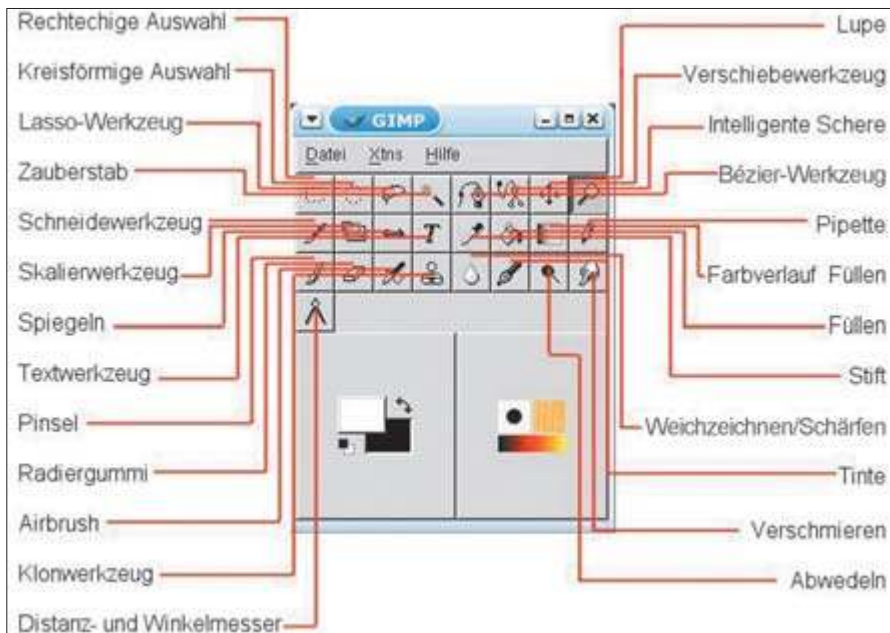 Rechtechige Auswahl
Kreisförmige Auswahl
Lasso-Werkzeug
Zauberstab
Schneidewerkzeug
Skalierwerkzeug
Spiegeln
Textwerkzeug
Pinsel
Radiergummi
Airbrush
Klonwerkzeug
Distanz- und Winkelmesser
GIMP
Datei Xtns Hilfe
T
Lupe
Verschiebewerkzeug
Intelligente Schere
Bézier-Werkzeug
Pipette
Farbverlauf Füllen
Füllen
Stift
Weichzeichnen/Schärfen
Tinte
Verschmieren
Abwedeln